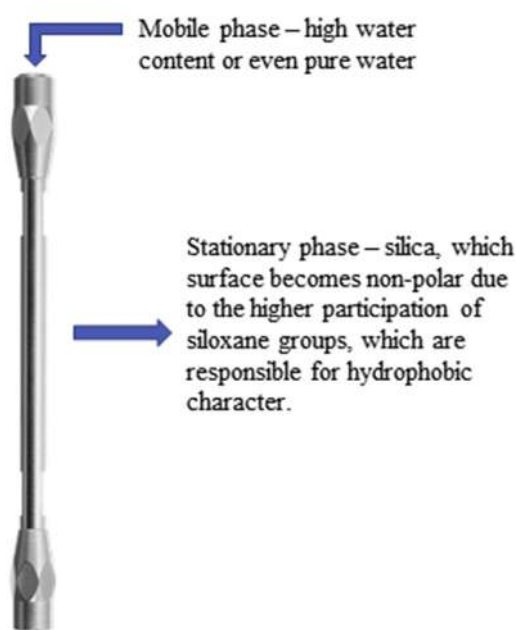 Mobile phase – high water
content or even pure water
Stationary phase – silica, which
surface becomes non-polar due
to the higher participation of
siloxane groups, which are
responsible for hydrophobic
character.